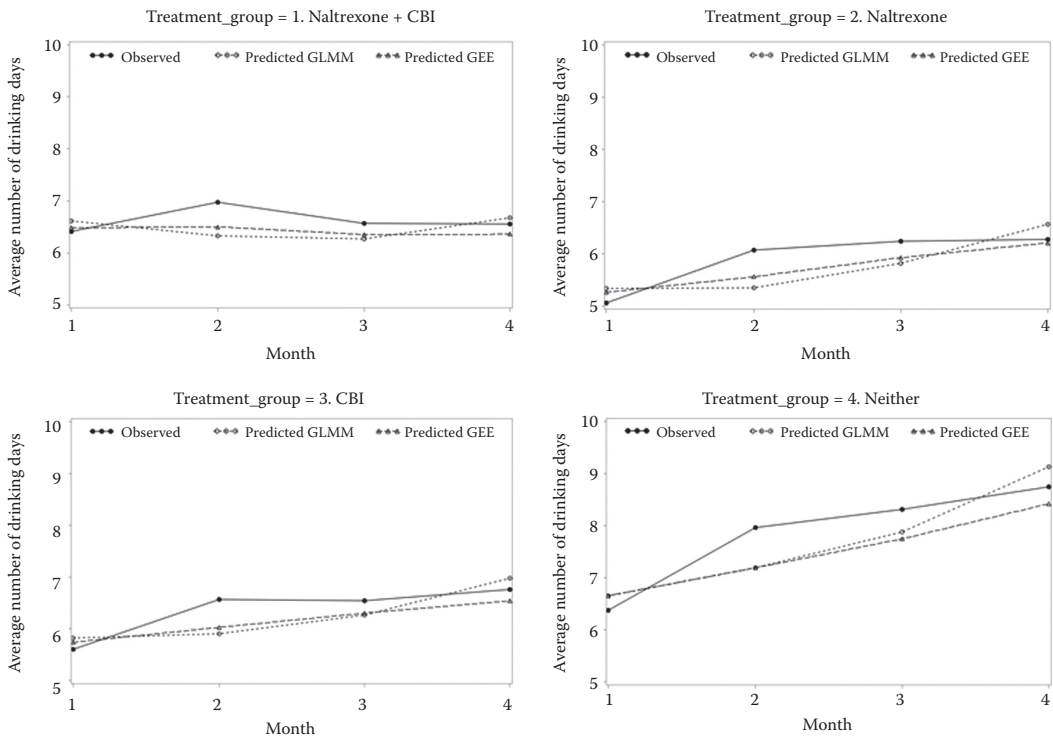 Treatment_group = 1. Naltrexone + CBI
Average number of drinking days
10
9
8
7
6
5
Observed Predicted GLMM Predicted GEE
1 2 3 4
Month
Treatment_group = 2. Naltrexone
Average number of drinking days
10
9
8
7
6
5
Observed Predicted GLMM Predicted GEE
1 2 3 4
Month
Treatment_group = 3. CBI
Average number of drinking days
10
9
8
7
6
5
Observed Predicted GLMM Predicted GEE
1 2 3 4
Month
Treatment_group = 4. Neither
Average number of drinking days
10
9
8
7
6
5
Observed Predicted GLMM Predicted GEE
1 2 3 4
Month